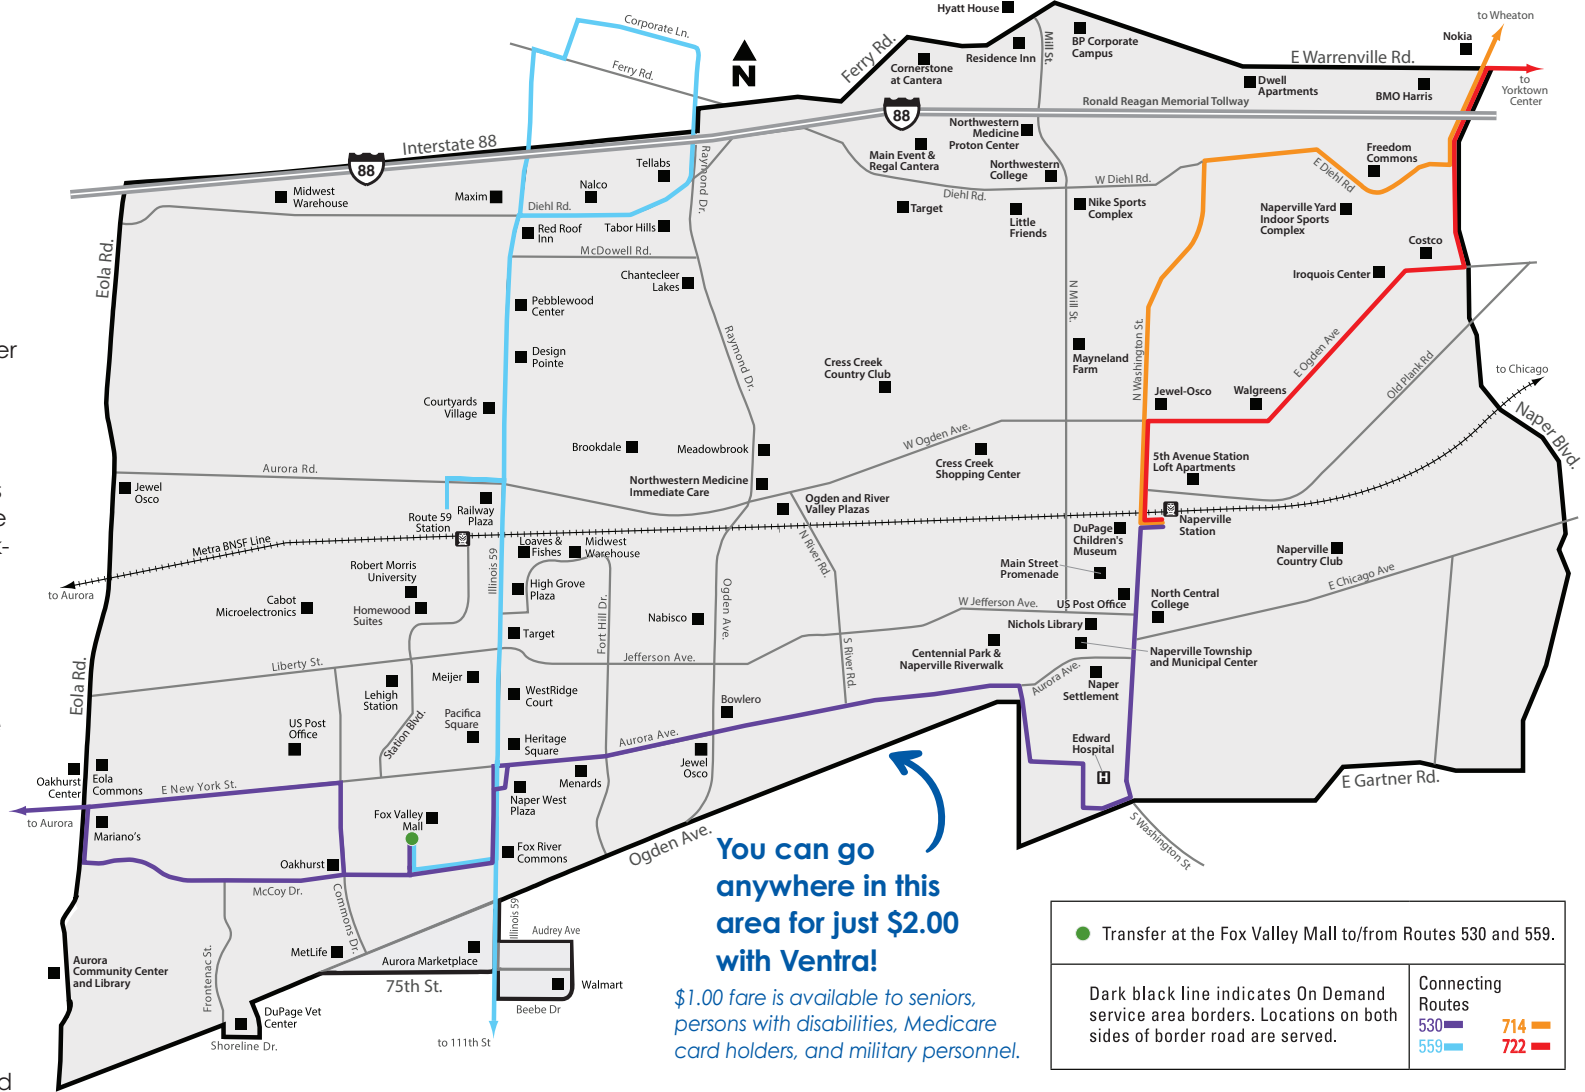 Hyatt House
Corporate Ln.
to Wheaton
Nokia
Ferry Rd.
N
Ferry Rd.
Cornerstone
at Cantera
Residence Inn
Mill St.
BP Corporate
Campus
E Warrenville Rd.
Dwell
Apartments
BMO Harris
to
Yorktown
Center
Ronald Reagan Memorial Tollway
88
Interstate 88
88
Northwestern
Medicine
Proton Center
Main Event &
Regal Cantera
Northwestern
College
Freedom
Commons
E Diehl Rd
W Diehl Rd.
Diehl Rd.
Tellabs
Raymond Dr.
Midwest
Warehouse
Maxim
Nalco
Diehl Rd.
Target
Little
Friends
Nike Sports
Complex
Naperville Yard
Indoor Sports
Complex
Costco
Iroquois Center
Red Roof
Inn
Tabor Hills
McDowell Rd.
Eola Rd.
Chantecleer
Lakes
Pebblewood
Center
Design
Pointe
er
N Mill St.
N Washington St.
Raymond Dr.
Mayneland
Farm
Cress Creek
Country Club
E Ogden Ave
Old Plank Rd
to Chicago
Naper Blvd.
Jewel-Osco
Walgreens
Courtyards
Village
Brookdale
Meadowbrook
W Ogden Ave.
Cress Creek
Shopping Center
5th Avenue Station
Loft Apartments
Aurora Rd.
Jewel
Osco
Northwestern Medicine
Immediate Care
Ogden and River
Valley Plazas
Route 59
Station
Railway
Plaza
s
e
-
Metra BNSF Line
to Aurora
Loaves &
Fishes
Midwest
Warehouse
N River Rd.
DuPage
Children's
Museum
Naperville
Station
Naperville
Country Club
E Chicago Ave
Main Street
Promenade
Robert Morris
University
Illinois 59
High Grove
Plaza
Cabot
Microelectronics
Homewood
Suites
Fort Hill Dr.
Nabisco
Ogden Ave.
W Jefferson Ave.
US Post Office
North Central
College
Nichols Library
Target
Jefferson Ave.
S River Rd.
Centennial Park &
Naperville Riverwalk
Naperville Township
and Municipal Center
Aurora Ave.
Naper
Settlement
Eola Rd.
Liberty St.
Lehigh
Station
Meijer
WestRidge
Court
Bowlero
Pacifica
Square
Station Blvd.
US Post
Office
Heritage
Square
Aurora Ave.
Edward
Hospital
H
Jewel
Osco
Menards
Oakhurst
Center
Eola
Commons
E New York St.
Naper West
Plaza
E Gartner Rd.
to Aurora
Mariano's
Fox Valley
Mall
S Washington St
Ogden Ave.
Fox River
Commons
Oakhurst
McCoy Dr.
Commons Dr.
You can go
anywhere in this
area for just $2.00
with Ventra!
$1.00 fare is available to seniors,
persons with disabilities, Medicare
card holders, and military personnel.
Illinois 59
Audrey Ave
Frontenac St.
MetLife
Aurora Marketplace
75th St.
Walmart
Beebe Dr
Aurora
Community Center
and Library
DuPage Vet
Center
Shoreline Dr.
to 111th St
d
Transfer at the Fox Valley Mall to/from Routes 530 and 559.
Dark black line indicates On Demand
service area borders. Locations on both
sides of border road are served.
Connecting
Routes
530 714
559 722